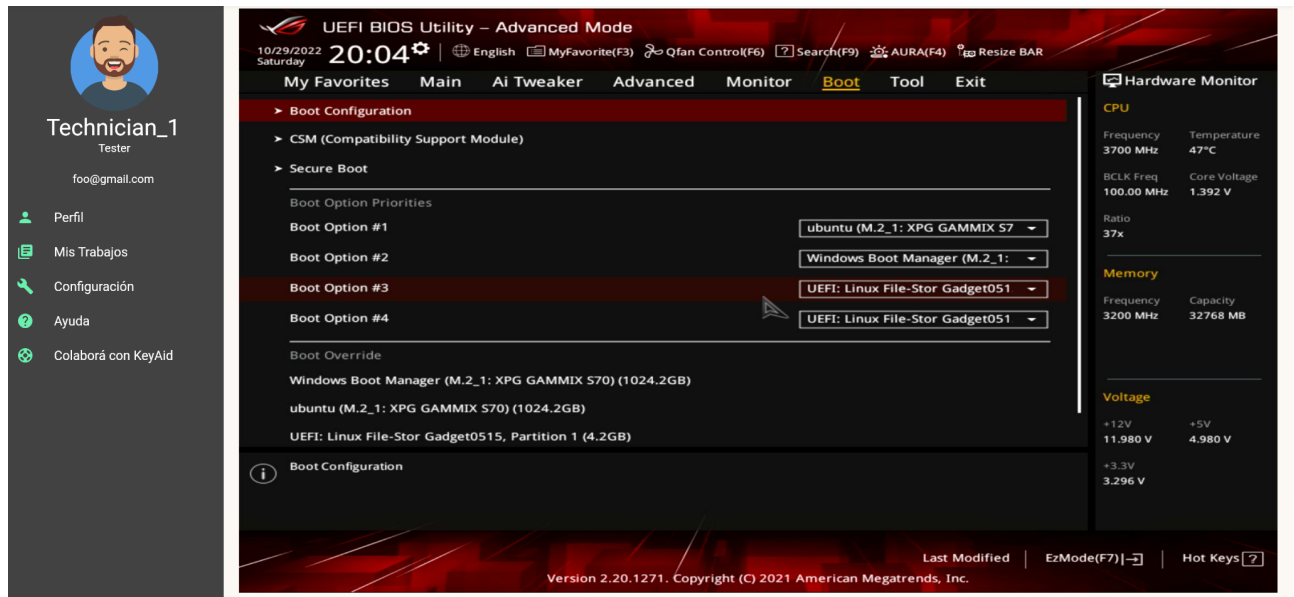 Technician_1
Tester
foo@gmail.com
Perfil
Mis Trabajos
Configuración
Ayuda
Colaborá con KeyAid
UEFI BIOS Utility – Advanced Mode
10/29/2022
Saturday
20:04
English
MyFavorite(F3)
Qfan Control(F6)
? Search(F9)
AURA(F4)
Resize BAR
My Favorites
Main
Ai Tweaker
Advanced
Monitor
Boot
Tool
Exit
Boot Configuration
CSM (Compatibility Support Module)
Secure Boot
Boot Option Priorities
Boot Option #1 ubuntu (M.2_1: XPG GAMMIX S7
Boot Option #2 Windows Boot Manager (M.2_1:
Boot Option #3 UEFI: Linux File-Stor Gadget051
Boot Option #4 UEFI: Linux File-Stor Gadget051
Boot Override
Windows Boot Manager (M.2_1: XPG GAMMIX S70) (1024.2GB)
ubuntu (M.2_1: XPG GAMMIX S70) (1024.2GB)
UEFI: Linux File-Stor Gadget0515, Partition 1 (4.2GB)
i Boot Configuration
Hardware Monitor
CPU
Frequency Temperature
3700 MHz 47°C
BCLK Freq Core Voltage
100.00 MHz 1.392 V
Ratio
37x
Memory
Frequency Capacity
3200 MHz 32768 MB
Voltage
+12V +5V
11.980 V 4.980 V
+3.3V
3.296 V
Last Modified
EzMode(F7)
Hot Keys ?
Version 2.20.1271. Copyright (C) 2021 American Megatrends, Inc.